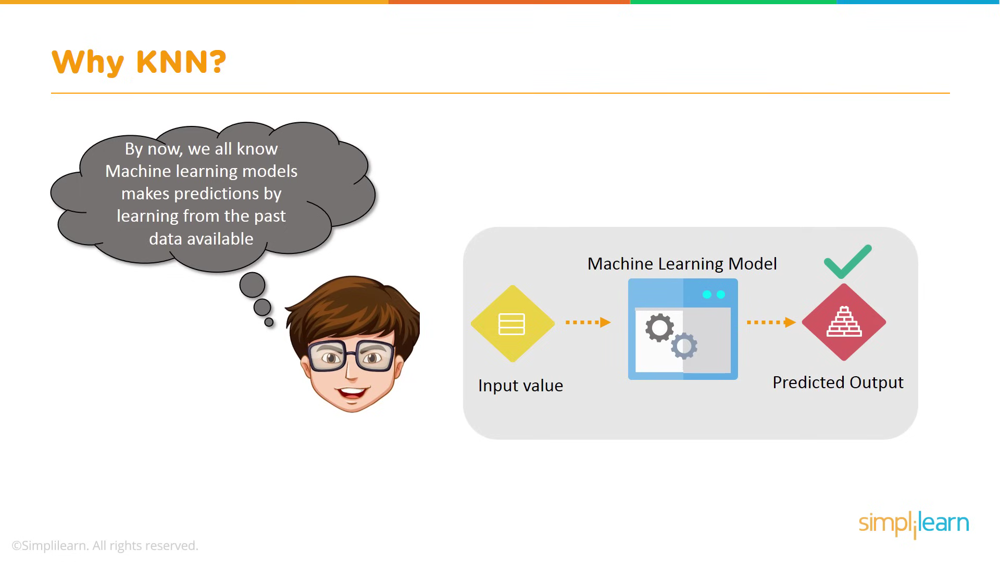 Why KNN?
By now, we all know
Machine learning models
makes predictions by
learning from the past
data available
Machine Learning Model
Input value
Predicted Output
simplilearn
©Simplilearn. All rights reserved.